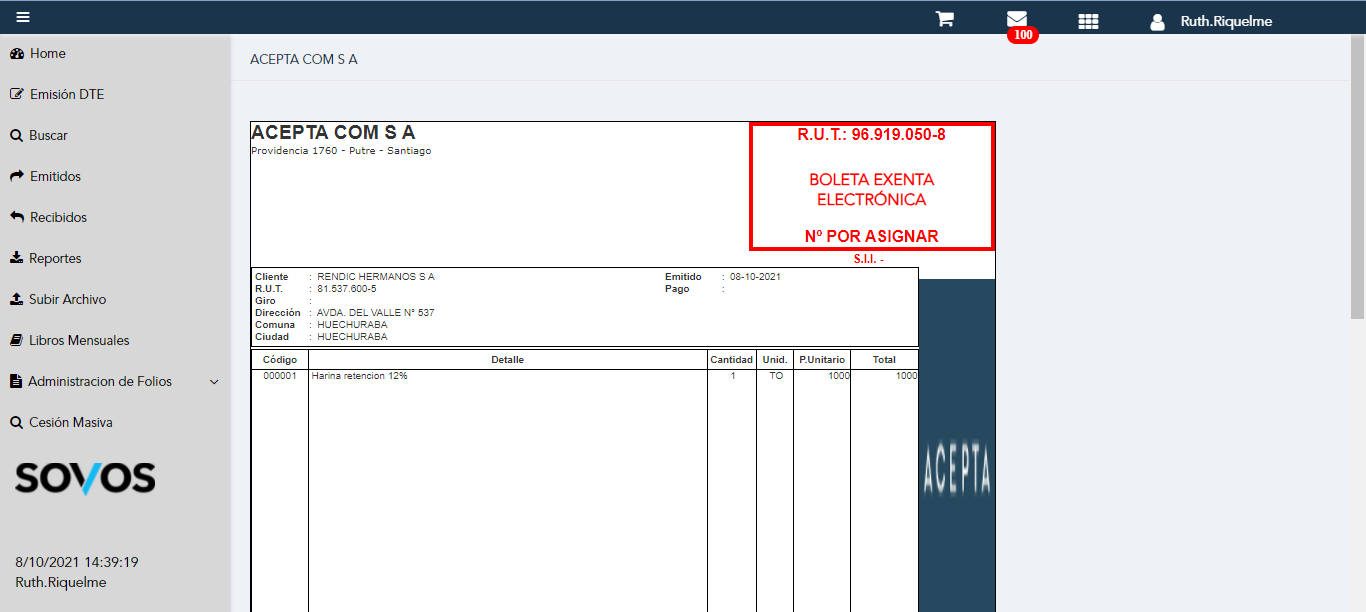 Ruth.Riquelme
100
Home
Emisión DTE
Buscar
Emitidos
Recibidos
Reportes
Subir Archivo
Libros Mensuales
Administracion de Folios
Cesión Masiva
SOVOS
8/10/2021 14:39:19
Ruth.Riquelme
ACEPTA COM S A
ACEPTA COM S A
Providencia 1760 - Putre - Santiago
R.U.T.: 96.919.050-8
BOLETA EXENTA
ELECTRÓNICA
Nº POR ASIGNAR
S.I.I. -
Cliente : RENDIC HERMANOS S A
R.U.T. : 81.537.600-5
Giro :
Dirección : AVDA. DEL VALLE N° 537
Comuna : HUECHURABA
Ciudad : HUECHURABA
Emitido : 08-10-2021
Pago :
Código Detalle Cantidad Unid. P.Unitario Total
000001 Harina retencion 12% 1 TO 1000 1000
ACEPTA